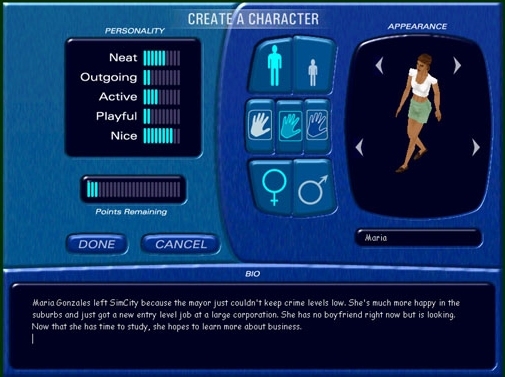 CREATE A CHARACTER
PERSONALITY
Neat
Outgoing
Active
Playful
Nice
Points Remaining
DONE
CANCEL
APPEARANCE
Maria
BIO
Maria Gonzales left SimCity because the mayor just couldn't keep crime levels low. She's much more happy in the
suburbs and just got a new entry level job at a large corporation. She has no boyfriend right now but is looking.
Now that she has time to study, she hopes to learn more about business.